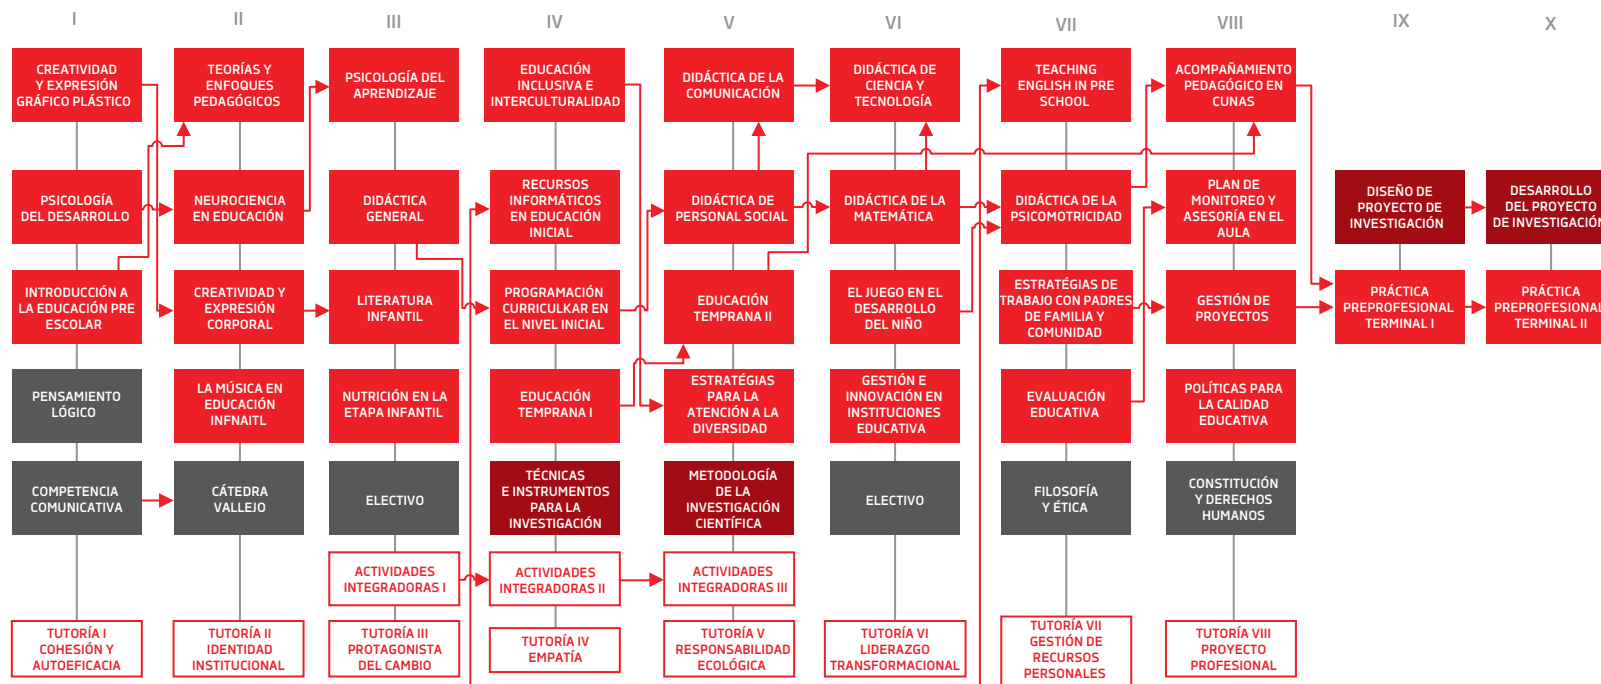 I
II
III
IV
V
VI
VII
VIII
IX
X
CREATIVIDAD
Y EXPRESIÓN
GRÁFICO PLÁSTICO
TEORÍAS Y
ENFOQUES
PEDAGÓGICOS
PSICOLOGÍA DEL
APRENDIZAJE
EDUCACIÓN
INCLUSIVA E
INTERCULTURALIDAD
DIDÁCTICA DE LA
COMUNICACIÓN
DIDÁCTICA DE
CIENCIA Y
TECNOLOGÍA
TEACHING
ENGLISH IN PRE
SCHOOL
ACOMPAÑAMIENTO
PEDAGÓGICO EN
CUNAS
PSICOLOGÍA
DEL DESARROLLO
NEUROCIENCIA
EN EDUCACIÓN
DIDÁCTICA
GENERAL
RECURSOS
INFORMÁTICOS
EN EDUCACIÓN
INICIAL
DIDÁCTICA DE
PERSONAL SOCIAL
DIDÁCTICA DE LA
MATEMÁTICA
DIDÁCTICA DE LA
PSICOMOTRICIDAD
PLAN DE
MONITOREO Y
ASESORÍA EN EL
AULA
DISEÑO DE
PROYECTO DE
INVESTIGACIÓN
DESARROLLO
DEL PROYECTO
DE INVESTIGACIÓN
INTRODUCCIÓN A
LA EDUCACIÓN PRE
ESCOLAR
CREATIVIDAD Y
EXPRESIÓN
CORPORAL
LITERATURA
INFANTIL
PROGRAMACIÓN
CURRICULKAR EN
EL NIVEL INICIAL
EDUCACIÓN
TEMPRANA II
EL JUEGO EN EL
DESARROLLO
DEL NIÑO
ESTRATÉGIAS DE
TRABAJO CON PADRES
DE FAMILIA Y
COMUNIDAD
GESTIÓN DE
PROYECTOS
PRÁCTICA
PREPROFESIONAL
TERMINAL I
PRÁCTICA
PREPROFESIONAL
TERMINAL II
PENSAMIENTO
LÓGICO
LA MÚSICA EN
EDUCACIÓN
INFNAITL
NUTRICIÓN EN LA
ETAPA INFANTIL
EDUCACIÓN
TEMPRANA I
ESTRATÉGIAS
PARA LA
ATENCIÓN A LA
DIVERSIDAD
GESTIÓN E
INNOVACIÓN EN
INSTITUCIONES
EDUCATIVA
EVALUACIÓN
EDUCATIVA
POLÍTICAS PARA
LA CALIDAD
EDUCATIVA
COMPETENCIA
COMUNICATIVA
CÁTEDRA
VALLEJO
ELECTIVO
TÉCNICAS
E INSTRUMENTOS
PARA LA
INVESTIGACIÓN
METODOLOGÍA
DE LA
INVESTIGACIÓN
CIENTÍFICA
ELECTIVO
FILOSOFÍA
Y ÉTICA
CONSTITUCIÓN
Y DERECHOS
HUMANOS
ACTIVIDADES
INTEGRADORAS I
ACTIVIDADES
INTEGRADORAS II
ACTIVIDADES
INTEGRADORAS III
TUTORÍA I
COHESIÓN Y
AUTOEFICACIA
TUTORÍA II
IDENTIDAD
INSTITUCIONAL
TUTORÍA III
PROTAGONISTA
DEL CAMBIO
TUTORÍA IV
EMPATÍA
TUTORÍA V
RESPONSABILIDAD
ECOLÓGICA
TUTORÍA VI
LIDERAZGO
TRANSFORMACIONAL
TUTORÍA VII
GESTIÓN DE
RECURSOS
PERSONALES
TUTORÍA VIII
PROYECTO
PROFESIONAL